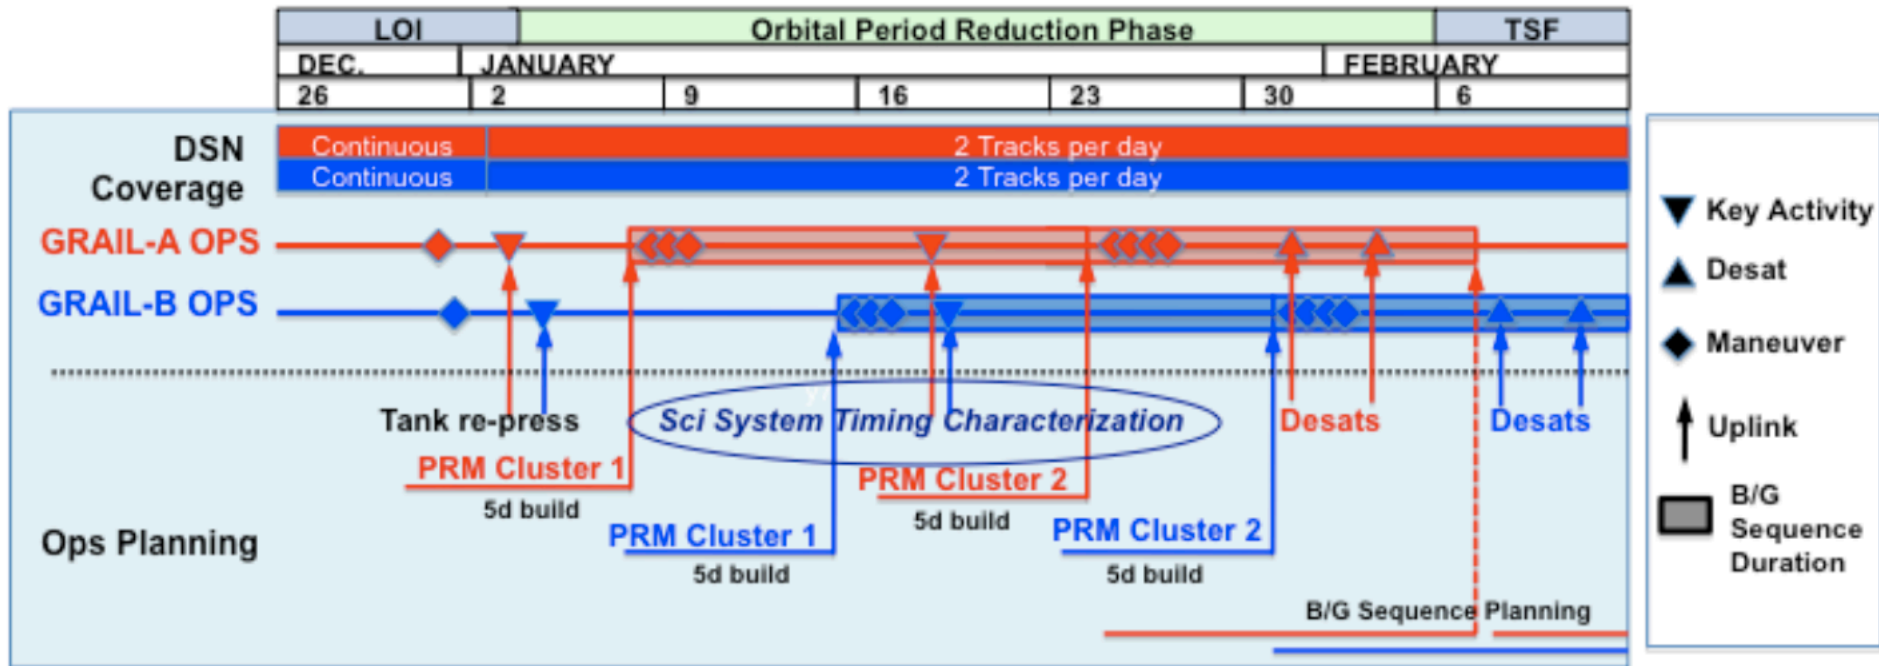 LOI Orbital Period Reduction Phase TSF
DEC. JANUARY FEBRUARY
26 2 9 16 23 30 6
DSN
Coverage
Continuous 2 Tracks per day
Continuous 2 Tracks per day
GRAIL-A OPS
GRAIL-B OPS
Tank re-press
Sci System Timing Characterization
Desats
Desats
PRM Cluster 1
5d build
PRM Cluster 2
5d build
PRM Cluster 1
5d build
PRM Cluster 2
5d build
Ops Planning
B/G Sequence Planning
Key Activity
Desat
Maneuver
Uplink
B/G
Sequence
Duration